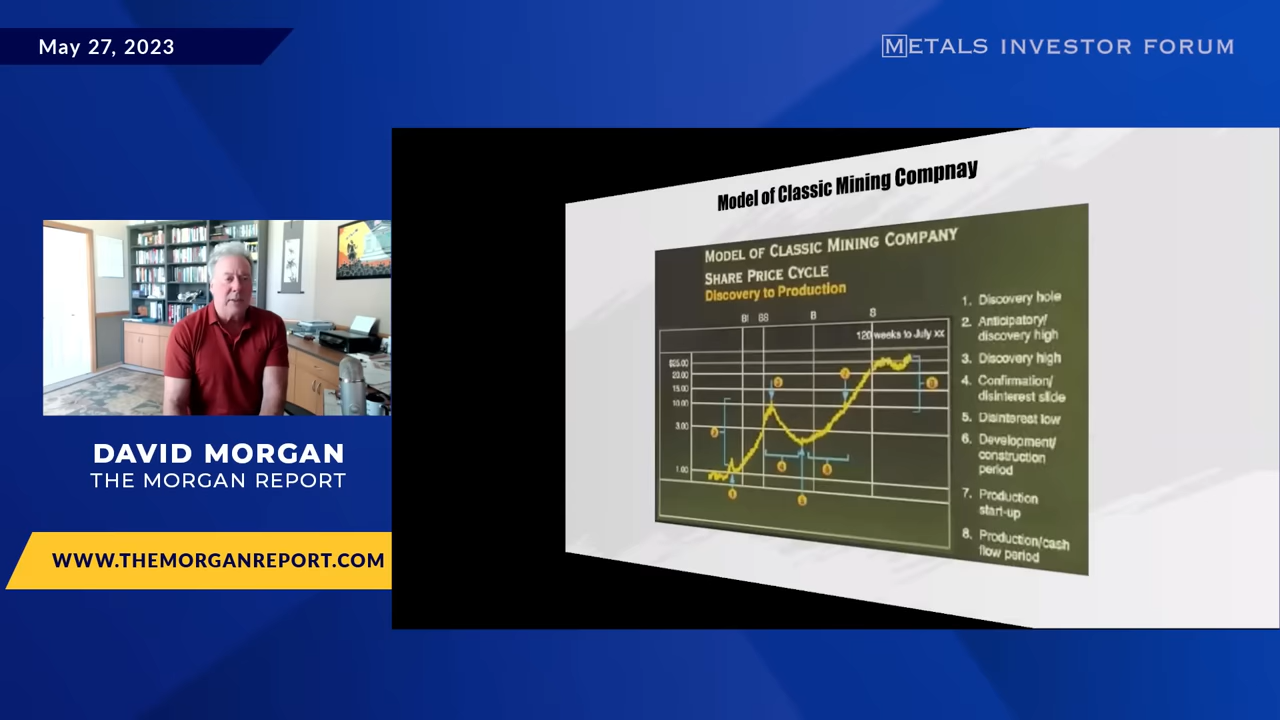 May 27, 2023
METALS INVESTOR FORUM
Model of Classic Mining Compnay
MODEL OF CLASSIC MINING COMPANY
SHARE PRICE CYCLE
Discovery to Production
B
S
120 weeks to July xx
$25.00
20.00
15.00
10.00
3.00
1.00
1. Discovery hole
2. Anticipatory/
discovery high
3. Discovery high
4. Confirmation/
disinterest slide
5. Disinterest low
6. Development/
construction
period
7. Production
start-up
8. Production/cash
flow period
DAVID MORGAN
THE MORGAN REPORT
WWW.THEMORGANREPORT.COM